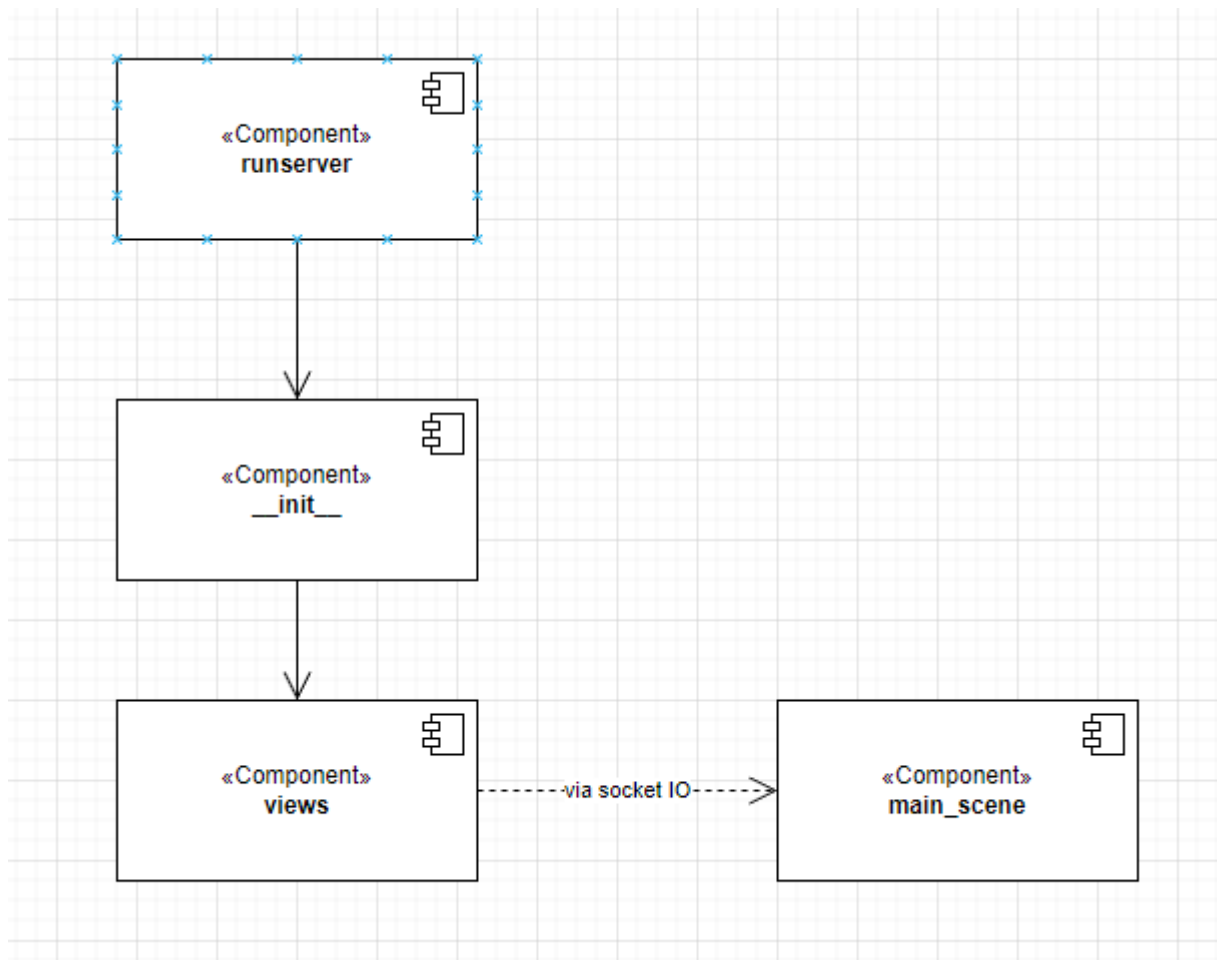 «Component»
runserver
«Component»
__init__
«Component»
views
via socket IO
«Component»
main_scene